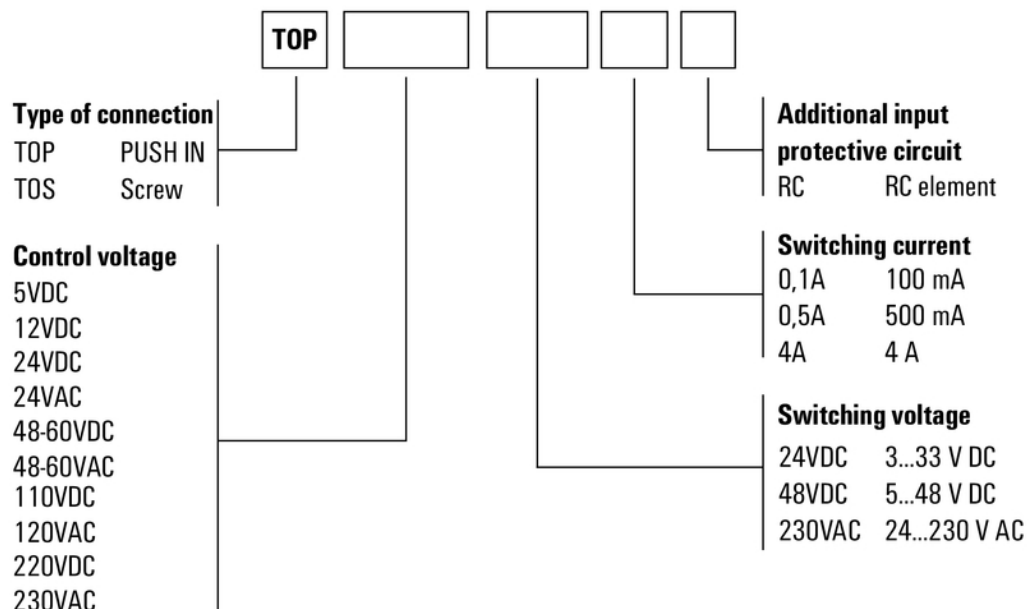 TOP
Type of connection
TOP PUSH IN
TOS Screw
Control voltage
5VDC
12VDC
24VDC
24VAC
48-60VDC
48-60VAC
110VDC
120VAC
220VDC
230VAC
Additional input
protective circuit
RC RC element
Switching current
0,1A 100 mA
0,5A 500 mA
4A 4 A
Switching voltage
24VDC 3...33 V DC
48VDC 5...48 V DC
230VAC 24...230 V AC